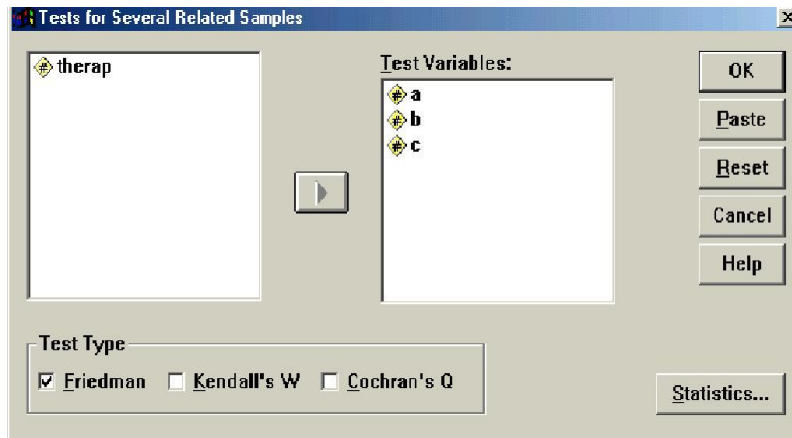 Tests for Several Related Samples
therap
Test Variables:
a
b
c
OK
Paste
Reset
Cancel
Help
Test Type
Friedman
Kendall's W
Cochran's Q
Statistics...